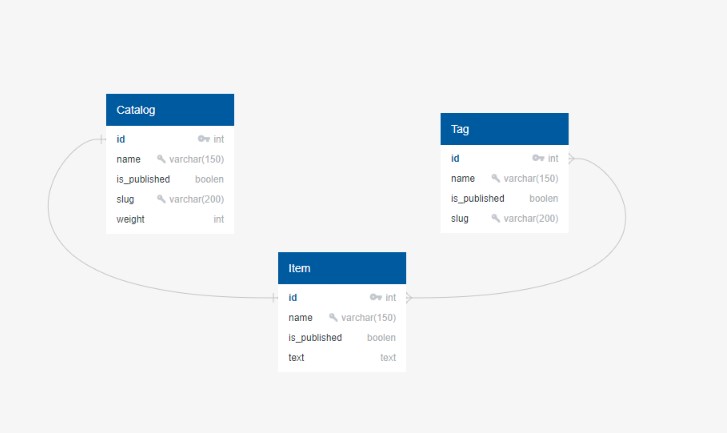 Catalog
id int
name varchar(150)
is_published boolen
slug varchar(200)
weight int
Tag
id int
name varchar(150)
is_published boolen
slug varchar(200)
Item
id int
name varchar(150)
is_published boolen
text text